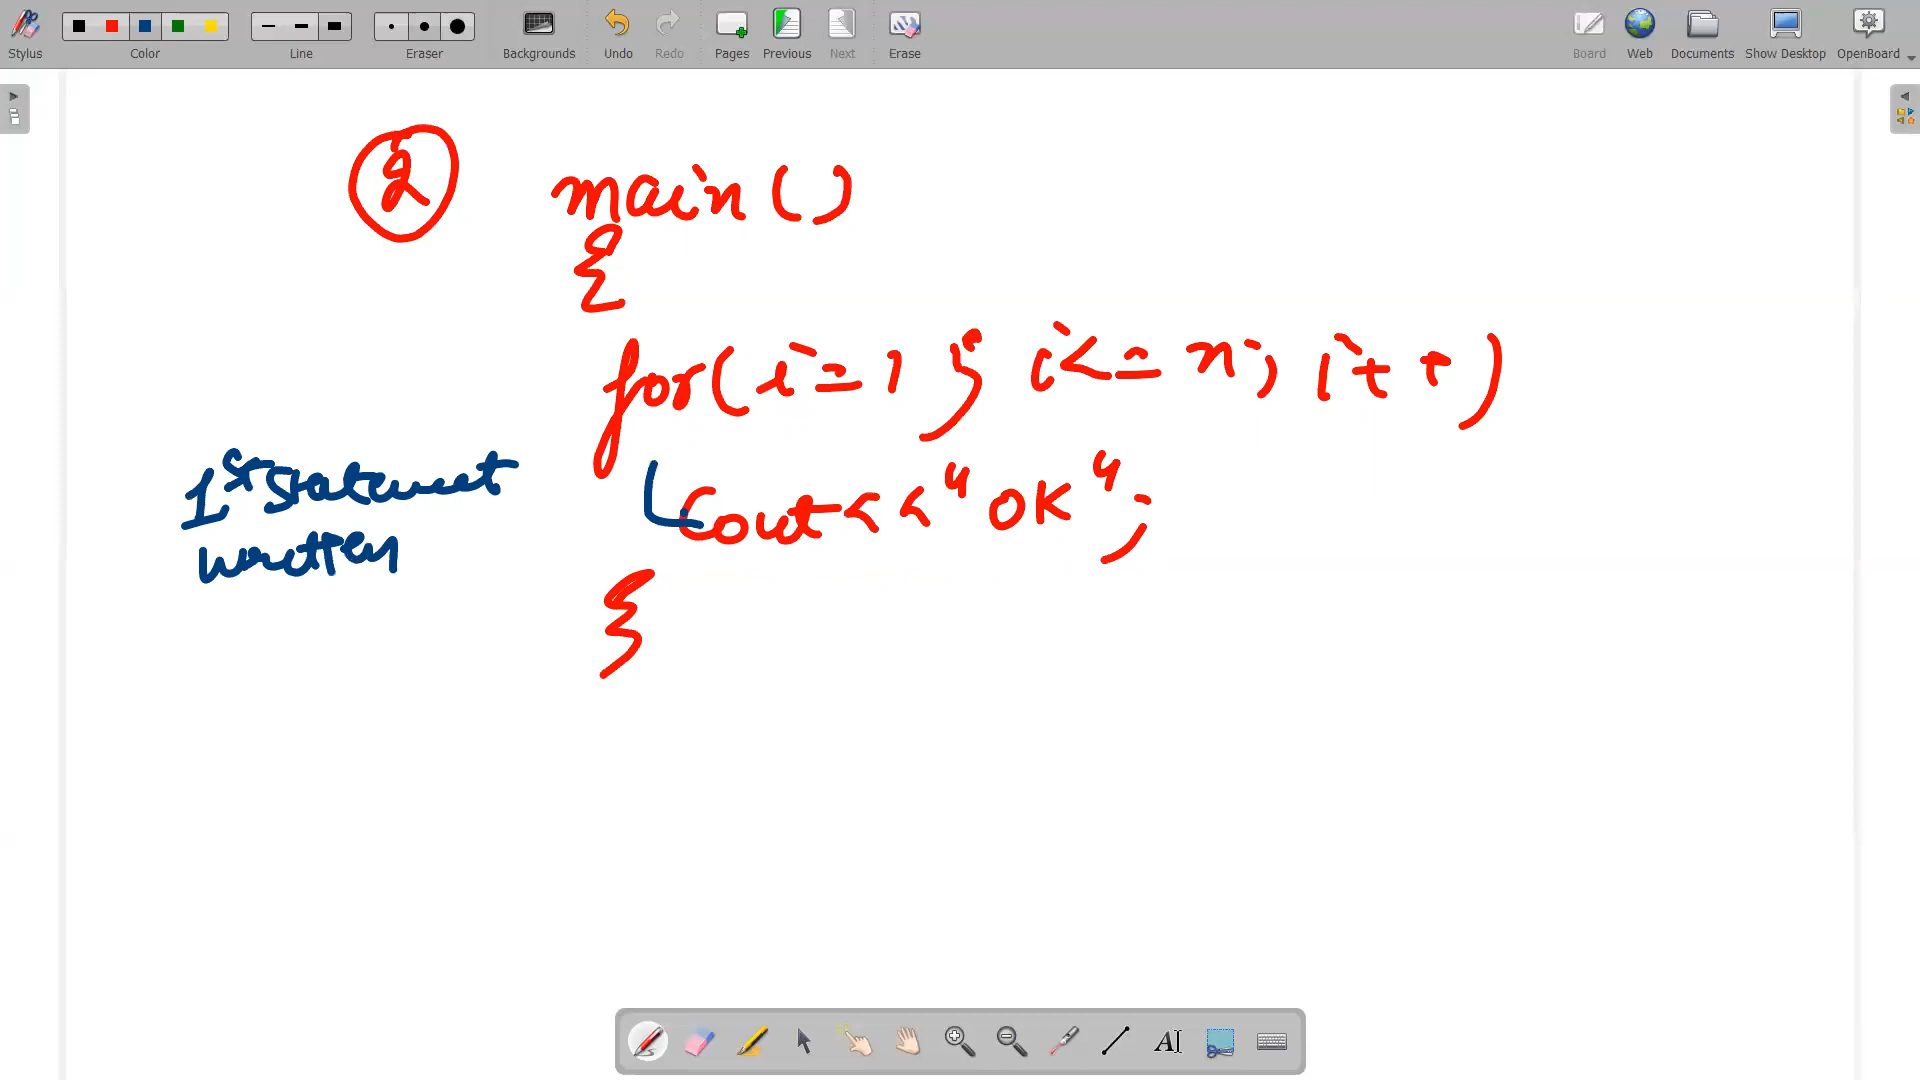 Stylus
Color
Line
Eraser
Backgrounds
Undo
Redo
Pages
Previous
Next
Erase
Board
Web
Documents
Show Desktop
OpenBoard
2
main()
{
for(i=1; i<=n; i++)
Cout<<"OK";
}
1st Statement
written